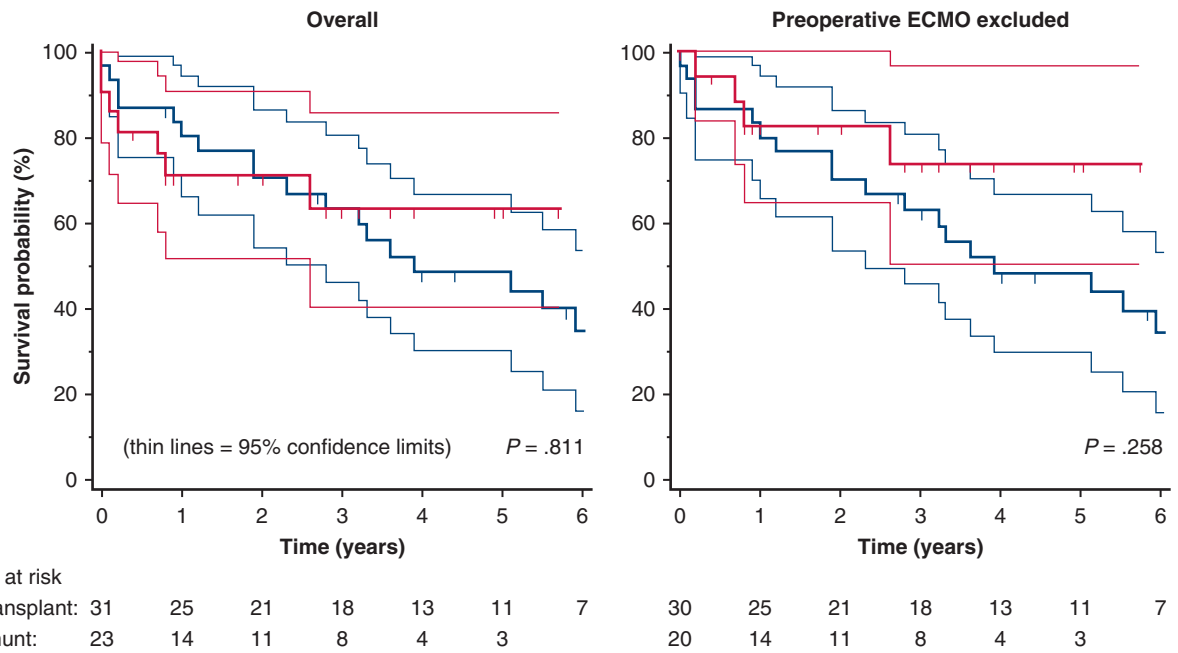 Overall
Preoperative ECMO excluded
Survival probability (%)
100
80
60
40
20
0
(thin lines = 95% confidence limits)
P = .811
0 1 2 3 4 5 6
Time (years)
100
80
60
40
20
0
P = .258
0 1 2 3 4 5 6
Time (years)
at risk
ansplant: 31 25 21 18 13 11 7 30 25 21 18 13 11 7
unt: 23 14 11 8 4 3 20 14 11 8 4 3